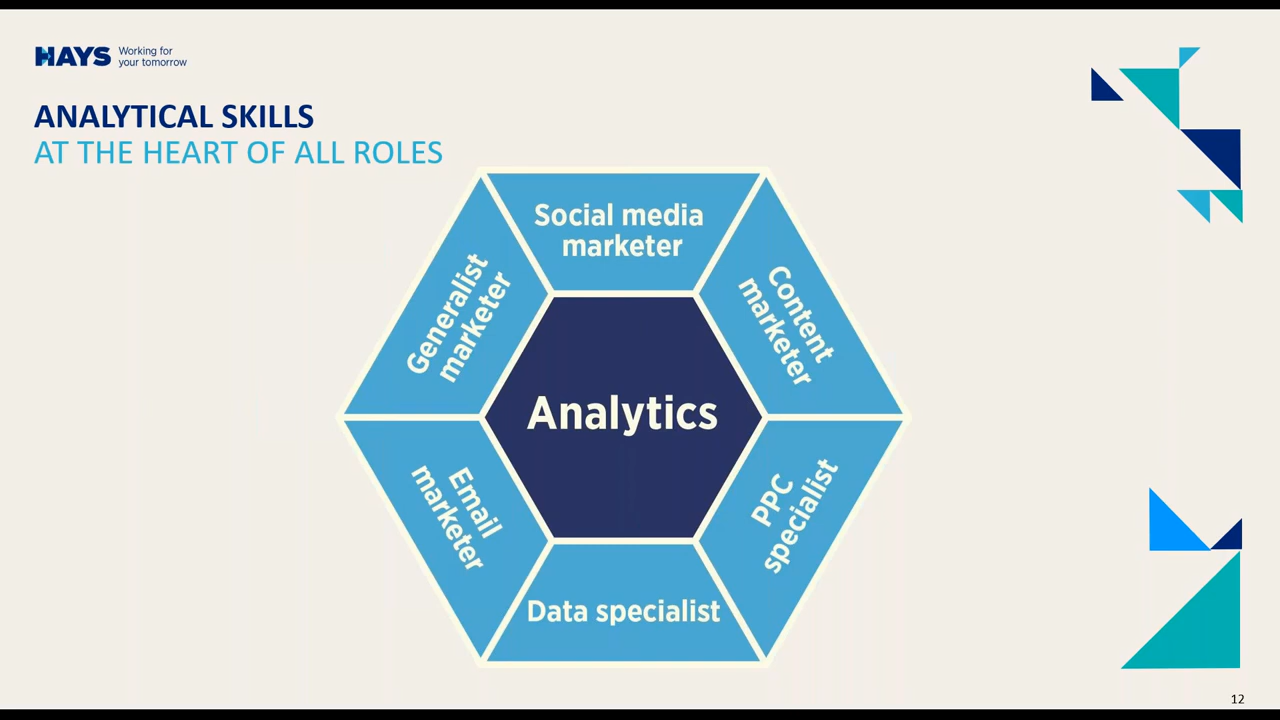 HAYS
Working for
your tomorrow
ANALYTICAL SKILLS
AT THE HEART OF ALL ROLES
Social media
marketer
Generalist
marketer
Content
marketer
Analytics
Email
marketer
PPC
specialist
Data specialist
12